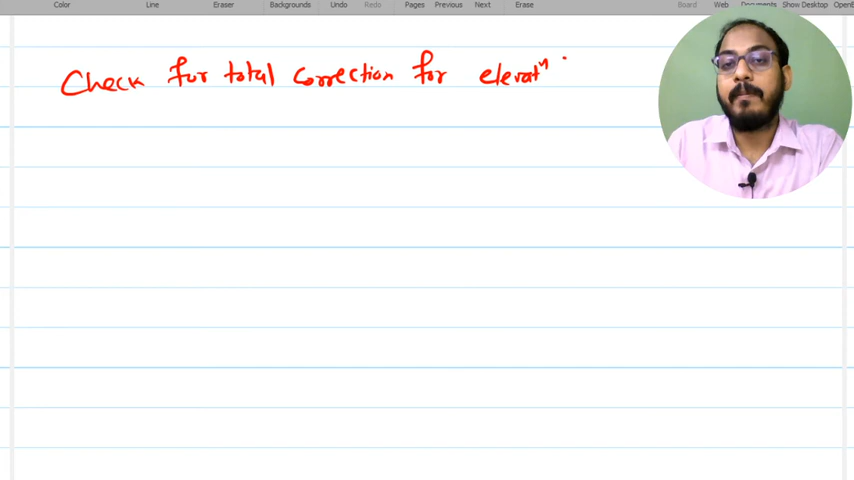 Color Line Eraser Backgrounds Undo Redo Pages Previous Next Erase Board Web Documents Show Desktop
Check for total correction for elevatⁿ